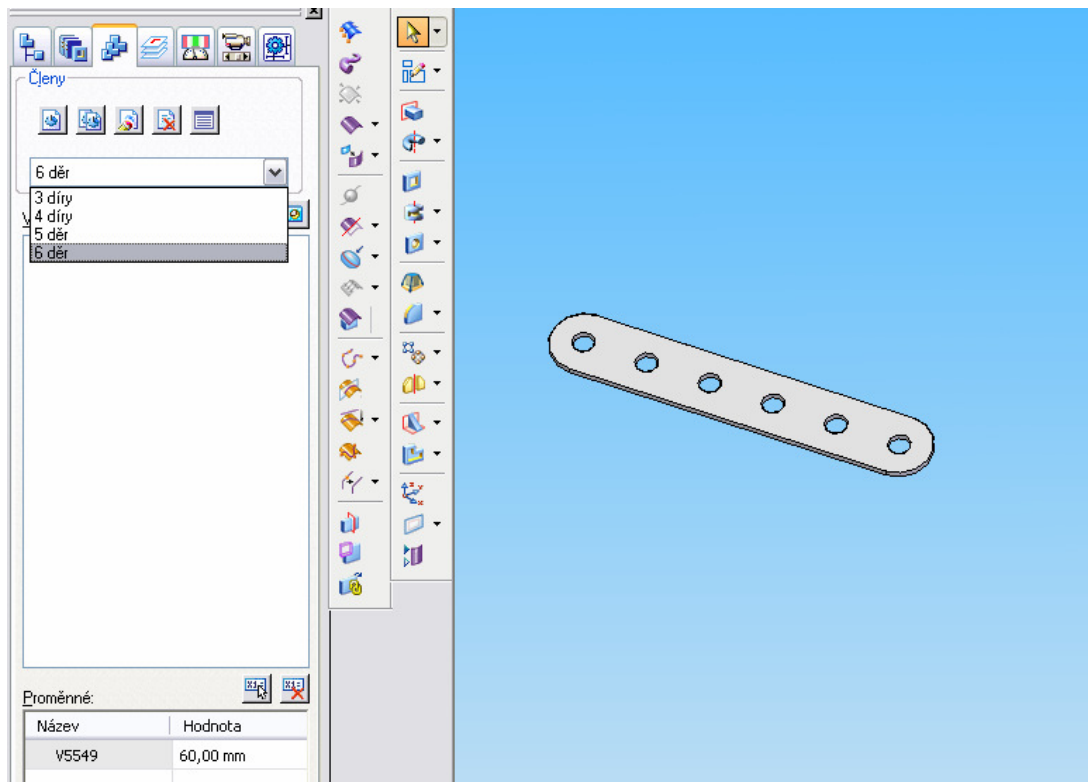 Členy
6 děr
3 díry
4 díry
5 děr
6 děr
V
Proměnné:
Název Hodnota
V5549 60,00 mm